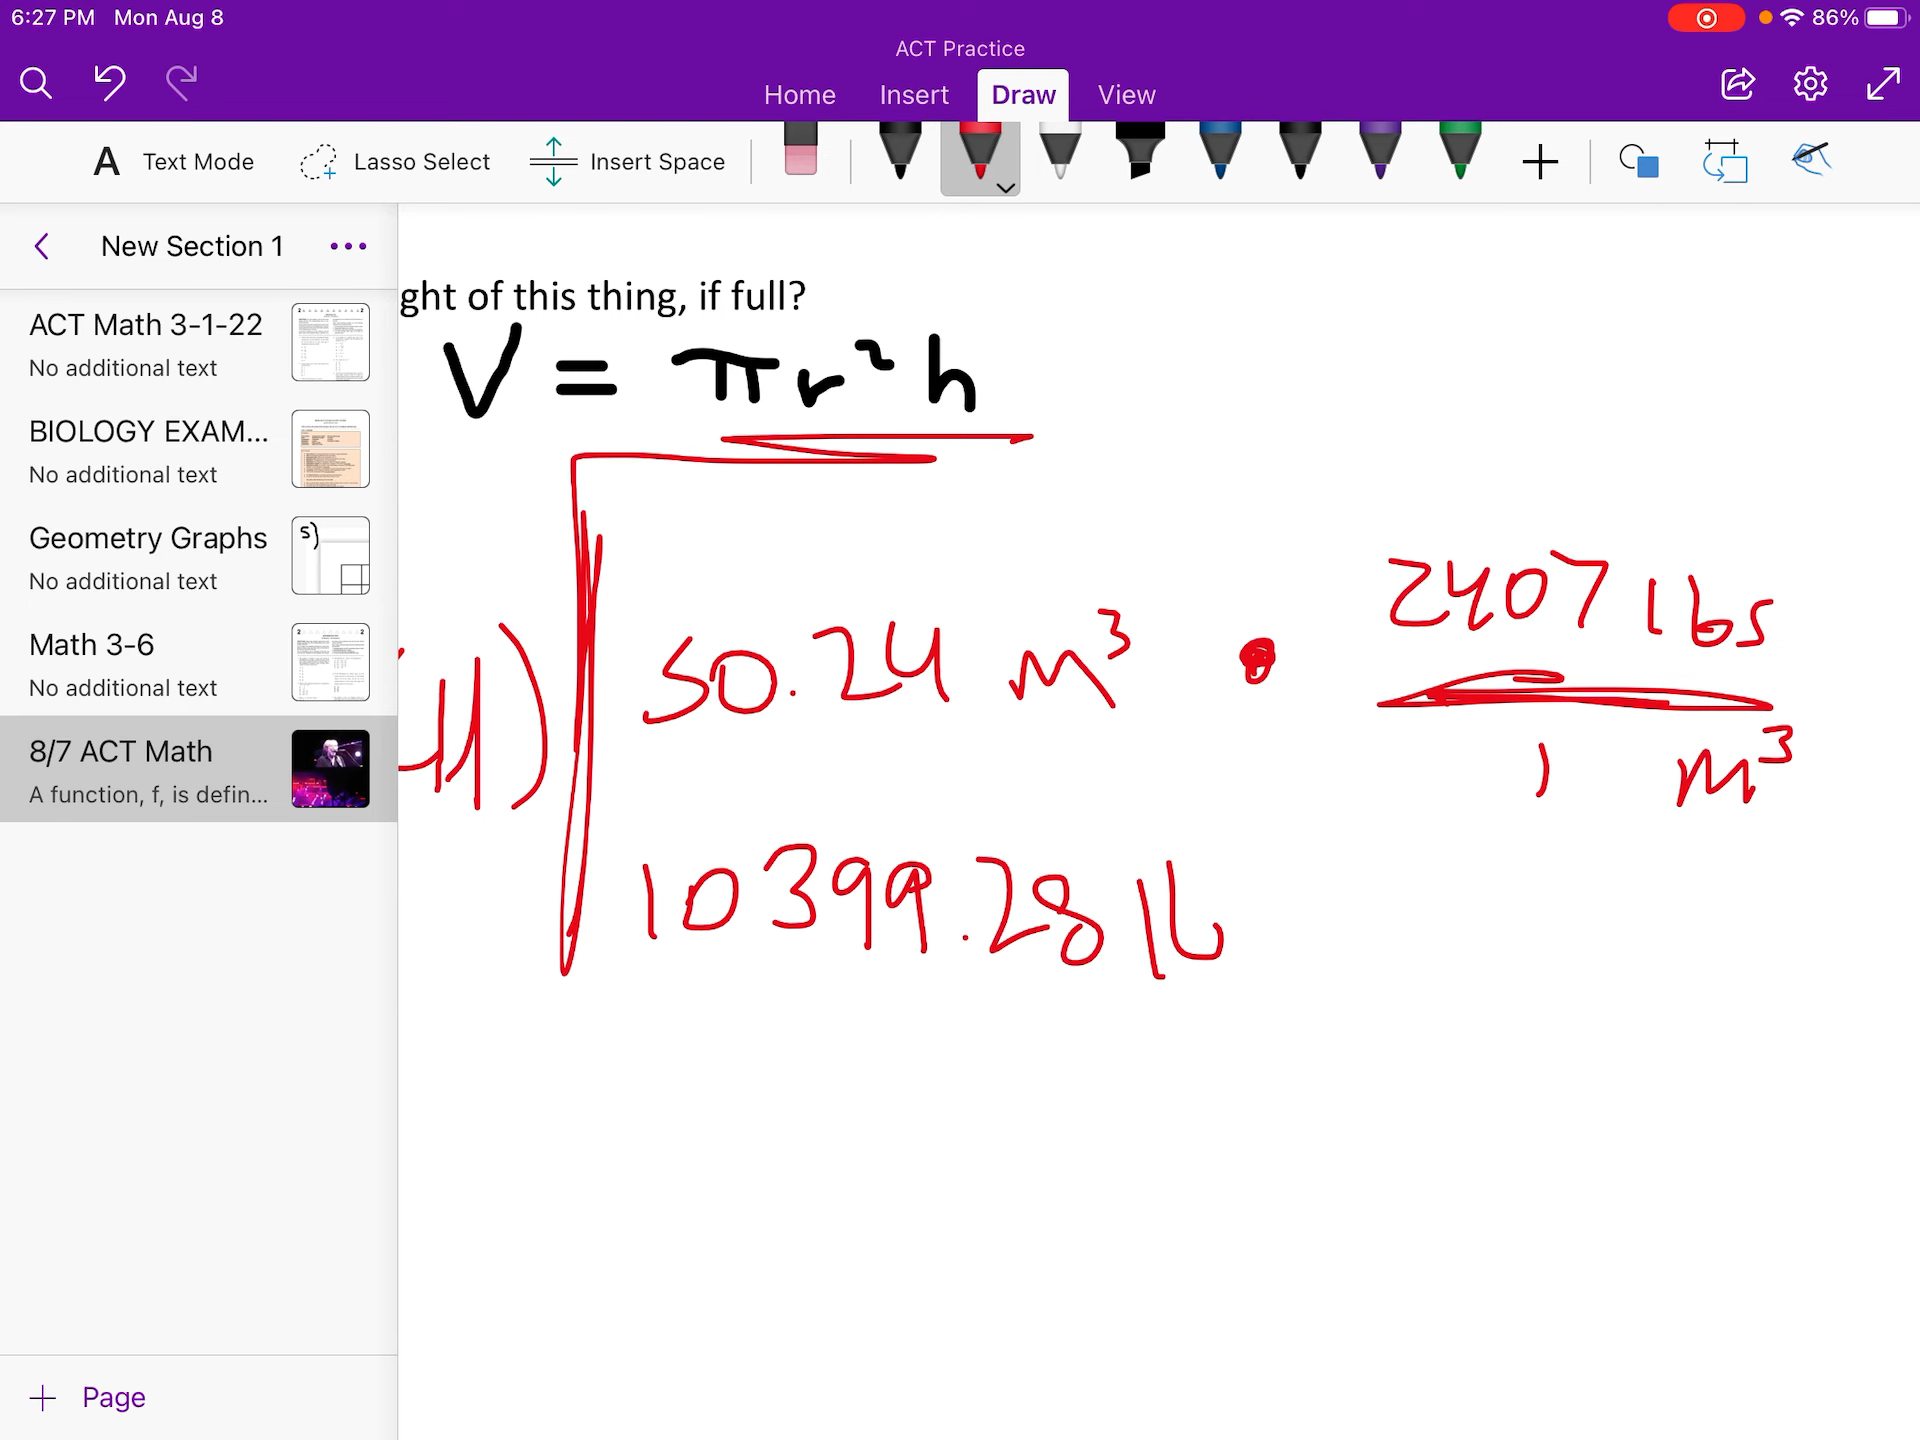 6:27 PM Mon Aug 8
86%
ACT Practice
Home Insert Draw View
A Text Mode Lasso Select Insert Space
New Section 1
ACT Math 3-1-22
No additional text
BIOLOGY EXAM...
No additional text
Geometry Graphs
No additional text
5)
Math 3-6
No additional text
8/7 ACT Math
A function, f, is defin...
+ Page
ght of this thing, if full?
V = πr²h
4)
50.24 m³ • 2407 lbs
1 m³
10399.28 lb